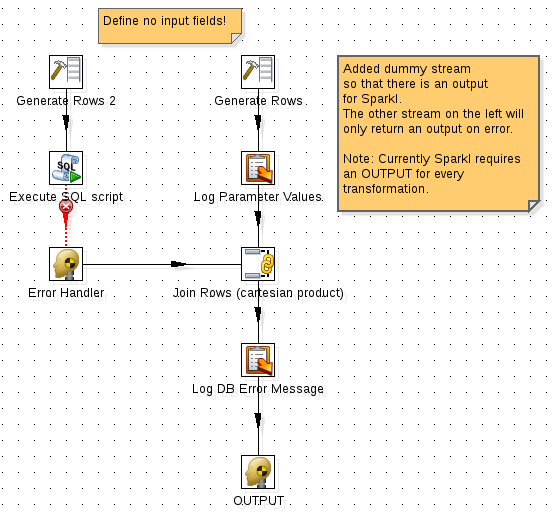 Define no input fields!
Generate Rows 2
Generate Rows
Added dummy stream
so that there is an output
for Sparkl.
The other stream on the left will
only return an output on error.
Note: Currently Sparkl requires
an OUTPUT for every
transformation.
SQL
Execute SQL script
Log Parameter Values
Error Handler
Join Rows (cartesian product)
Log DB Error Message
OUTPUT